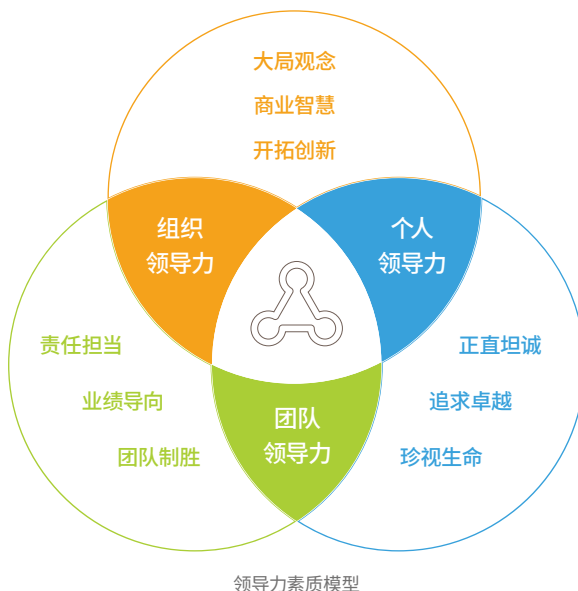 大局观念
商业智慧
开拓创新
组织
领导力
个人
领导力
责任担当
业绩导向
团队制胜
正直坦诚
追求卓越
珍视生命
团队
领导力
领导力素质模型